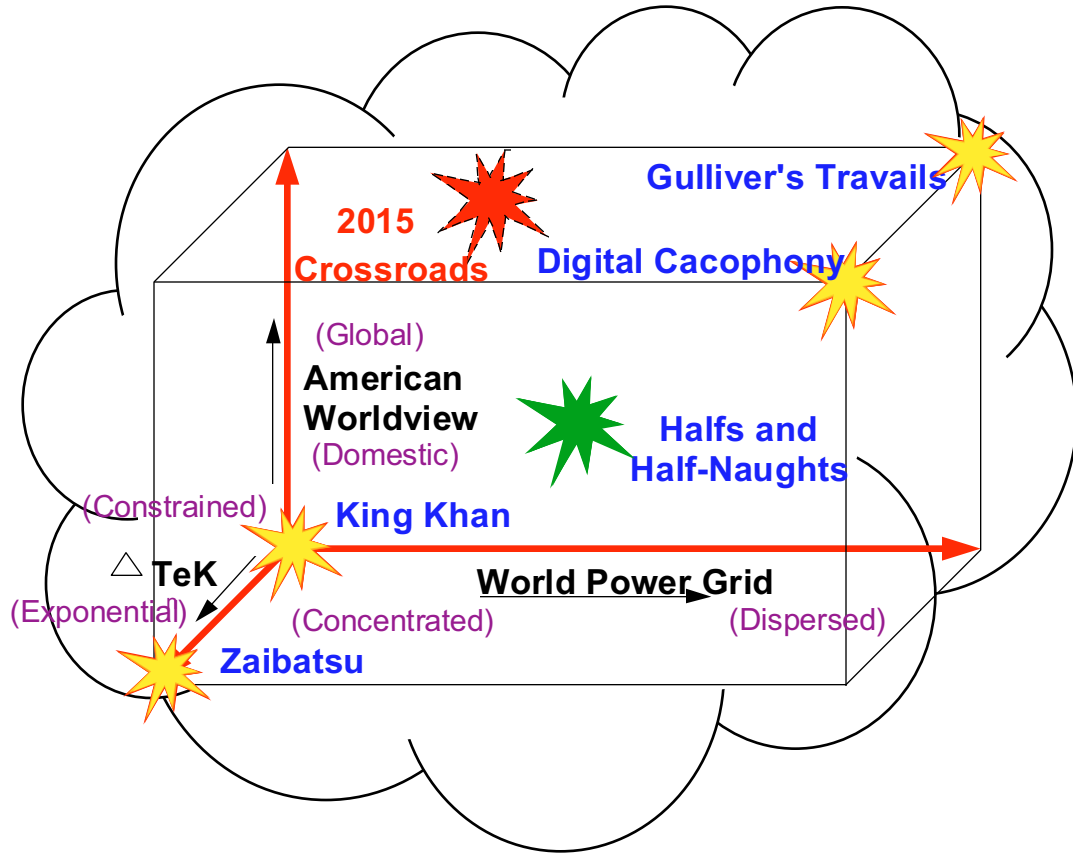 Gulliver's Travails
2015
Crossroads
Digital Cacophony
(Global)
American
Worldview
(Domestic)
Halfs and
Half-Naughts
(Constrained)
King Khan
△ TeK
World Power Grid
(Exponential)
(Concentrated)
(Dispersed)
Zaibatsu